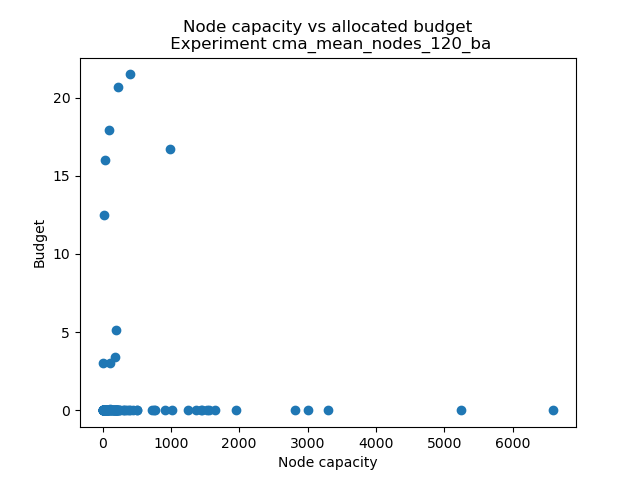 Node capacity vs allocated budget
Experiment cma_mean_nodes_120_ba
20
15
10
5
0
Budget
0 1000 2000 3000 4000 5000 6000
Node capacity